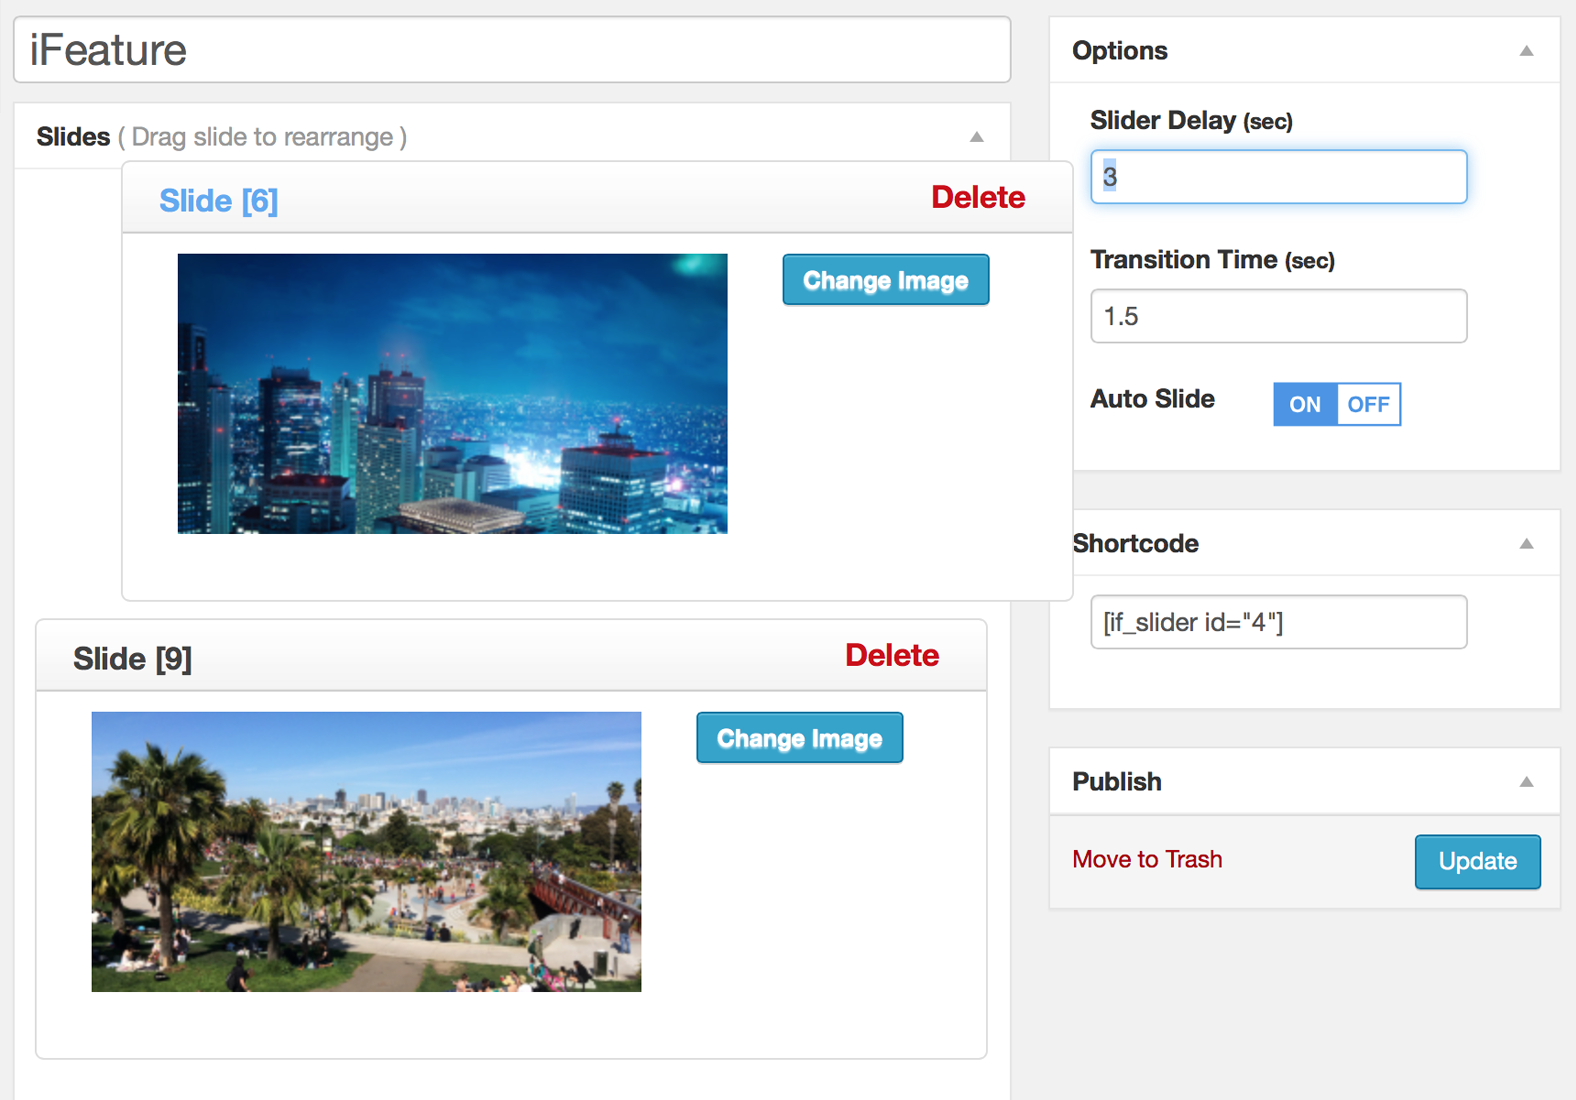 iFeature
Slides ( Drag slide to rearrange )
Slide [6]
Delete
Change Image
Slide [9]
Delete
Change Image
Options
Slider Delay (sec)
3
Transition Time (sec)
1.5
Auto Slide
ON OFF
Shortcode
[if_slider id="4"]
Publish
Move to Trash
Update